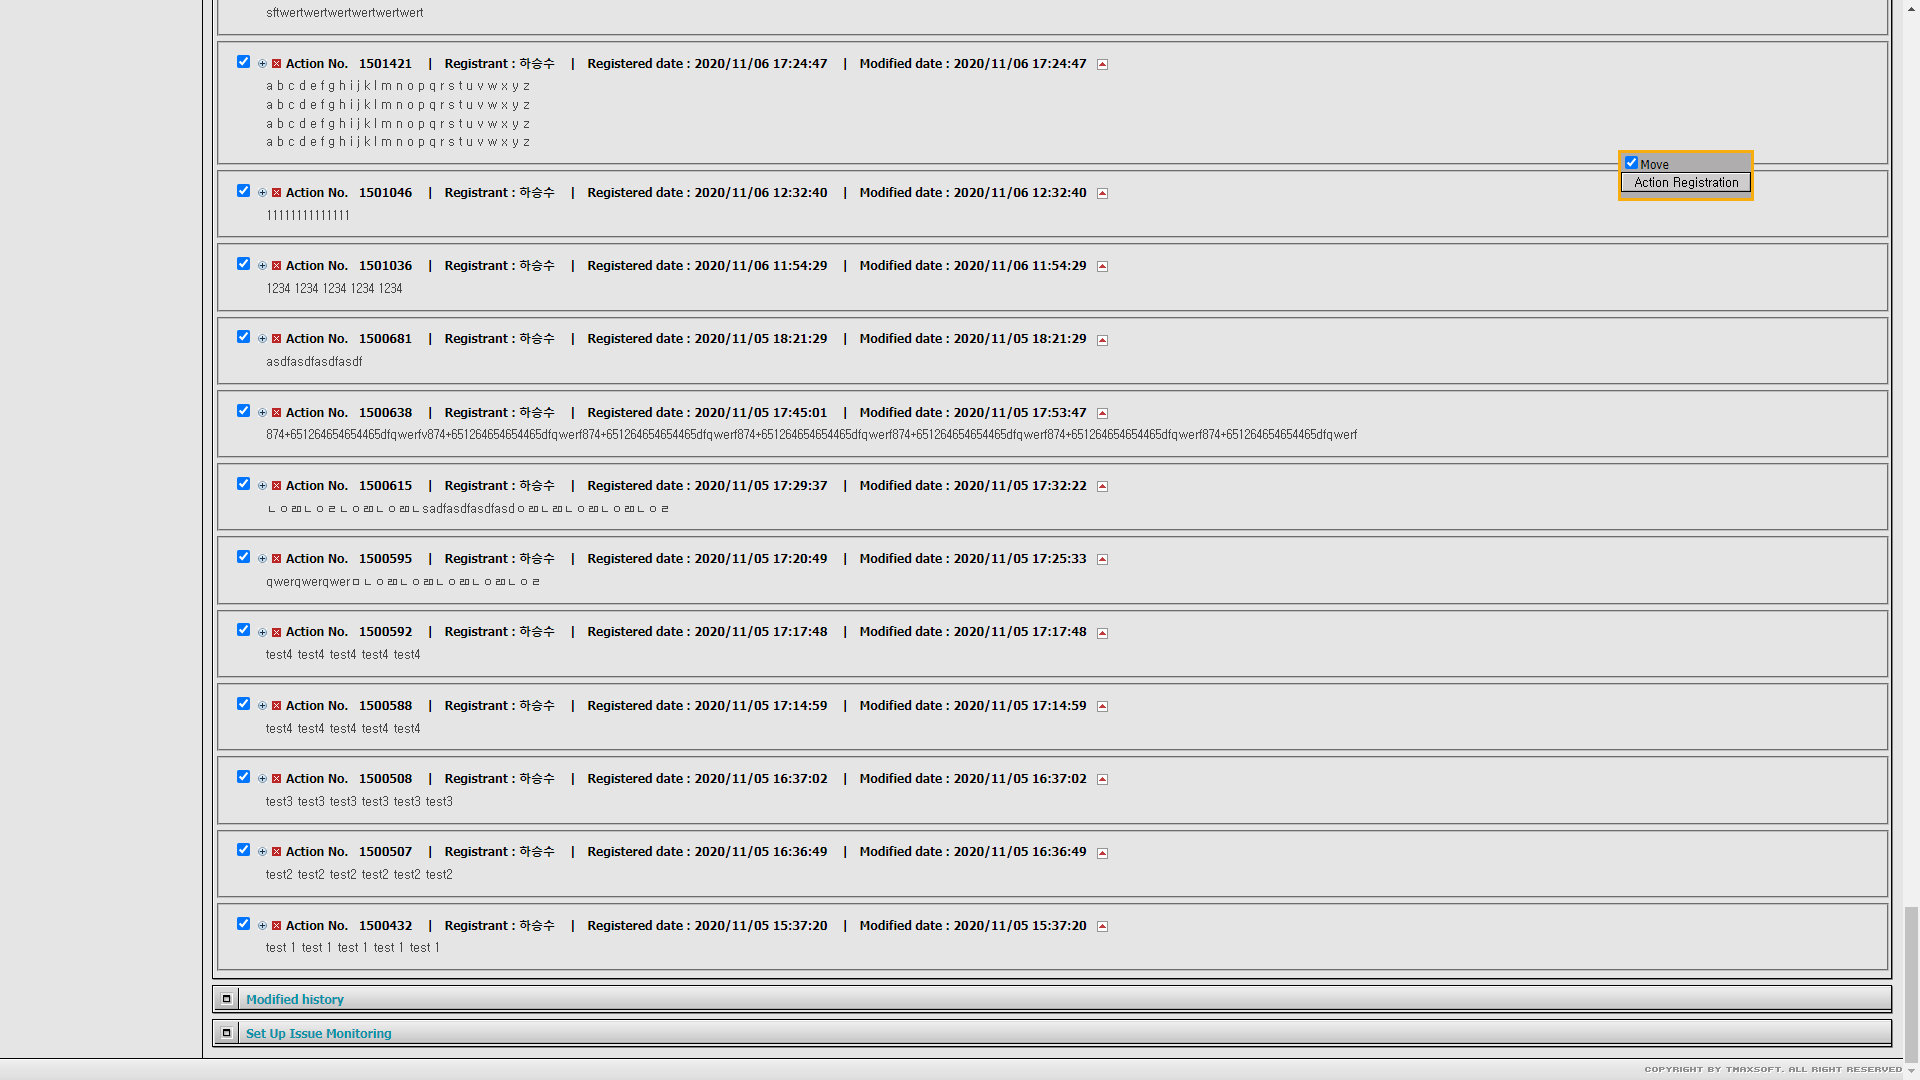 sftwertwertwertwertwertwert
Action No. 1501421 | Registrant : 하승수 | Registered date : 2020/11/06 17:24:47 | Modified date : 2020/11/06 17:24:47
a b c d e f g h i j k l m n o p q r s t u v w x y z
a b c d e f g h i j k l m n o p q r s t u v w x y z
a b c d e f g h i j k l m n o p q r s t u v w x y z
a b c d e f g h i j k l m n o p q r s t u v w x y z
Move
Action Registration
Action No. 1501046 | Registrant : 하승수 | Registered date : 2020/11/06 12:32:40 | Modified date : 2020/11/06 12:32:40
11111111111111
Action No. 1501036 | Registrant : 하승수 | Registered date : 2020/11/06 11:54:29 | Modified date : 2020/11/06 11:54:29
1234 1234 1234 1234 1234
Action No. 1500681 | Registrant : 하승수 | Registered date : 2020/11/05 18:21:29 | Modified date : 2020/11/05 18:21:29
asdfasdfasdfasdf
Action No. 1500638 | Registrant : 하승수 | Registered date : 2020/11/05 17:45:01 | Modified date : 2020/11/05 17:53:47
874+651264654654465dfqwerfv874+651264654654465dfqwerf874+651264654654465dfqwerf874+651264654654465dfqwerf874+651264654654465dfqwerf874+651264654654465dfqwerf874+651264654654465dfqwerf
Action No. 1500615 | Registrant : 하승수 | Registered date : 2020/11/05 17:29:37 | Modified date : 2020/11/05 17:32:22
ㄴㅇㄻㄴㅇㄹㄴㅇㄻㄴㅇㄻㄴsadfasdfasdfasdㅇㄻㄴㄻㄴㅇㄻㄴㅇㄻㄴㅇㄹ
Action No. 1500595 | Registrant : 하승수 | Registered date : 2020/11/05 17:20:49 | Modified date : 2020/11/05 17:25:33
qwerqwerqwerㅁㄴㅇㄻㄴㅇㄻㄴㅇㄻㄴㅇㄻㄴㅇㄹ
Action No. 1500592 | Registrant : 하승수 | Registered date : 2020/11/05 17:17:48 | Modified date : 2020/11/05 17:17:48
test4 test4 test4 test4 test4
Action No. 1500588 | Registrant : 하승수 | Registered date : 2020/11/05 17:14:59 | Modified date : 2020/11/05 17:14:59
test4 test4 test4 test4 test4
Action No. 1500508 | Registrant : 하승수 | Registered date : 2020/11/05 16:37:02 | Modified date : 2020/11/05 16:37:02
test3 test3 test3 test3 test3 test3
Action No. 1500507 | Registrant : 하승수 | Registered date : 2020/11/05 16:36:49 | Modified date : 2020/11/05 16:36:49
test2 test2 test2 test2 test2 test2
Action No. 1500432 | Registrant : 하승수 | Registered date : 2020/11/05 15:37:20 | Modified date : 2020/11/05 15:37:20
test 1 test 1 test 1 test 1 test 1
Modified history
Set Up Issue Monitoring
COPYRIGHT BY TMAXSOFT. ALL RIGHT RESERVED